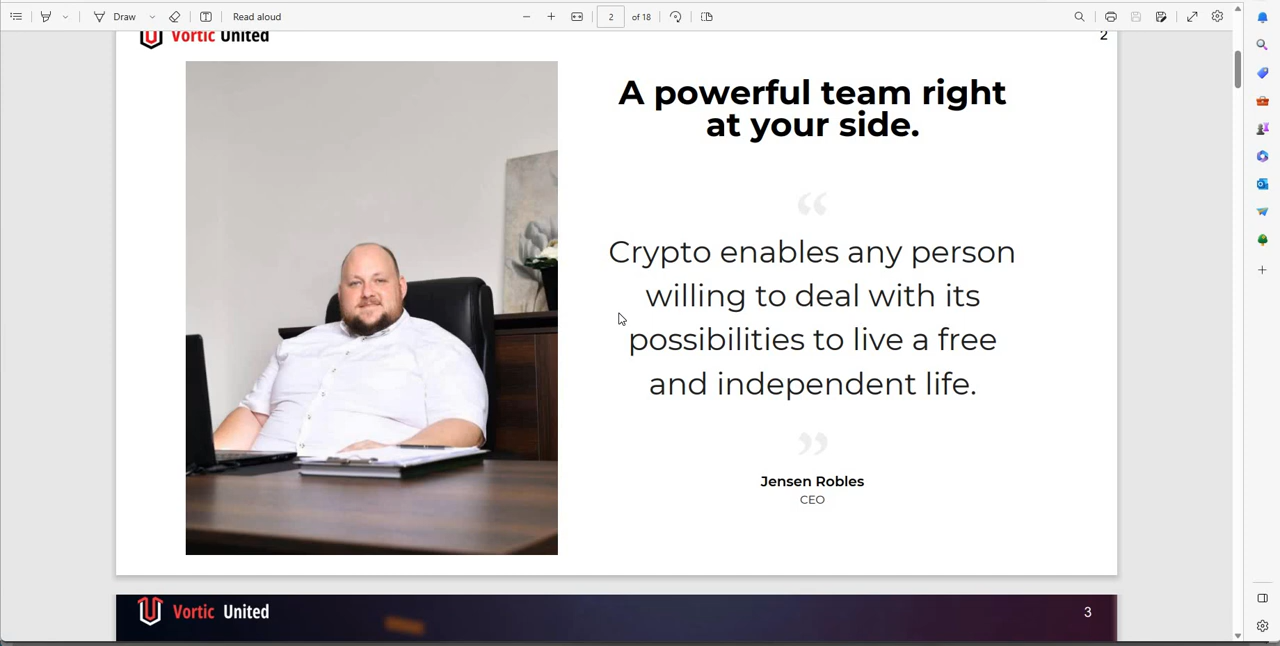 Draw
Read aloud
2
of 18
Vortic United
2
A powerful team right
at your side.
“
Crypto enables any person
willing to deal with its
possibilities to live a free
and independent life.
”
Jensen Robles
CEO
Vortic United
3